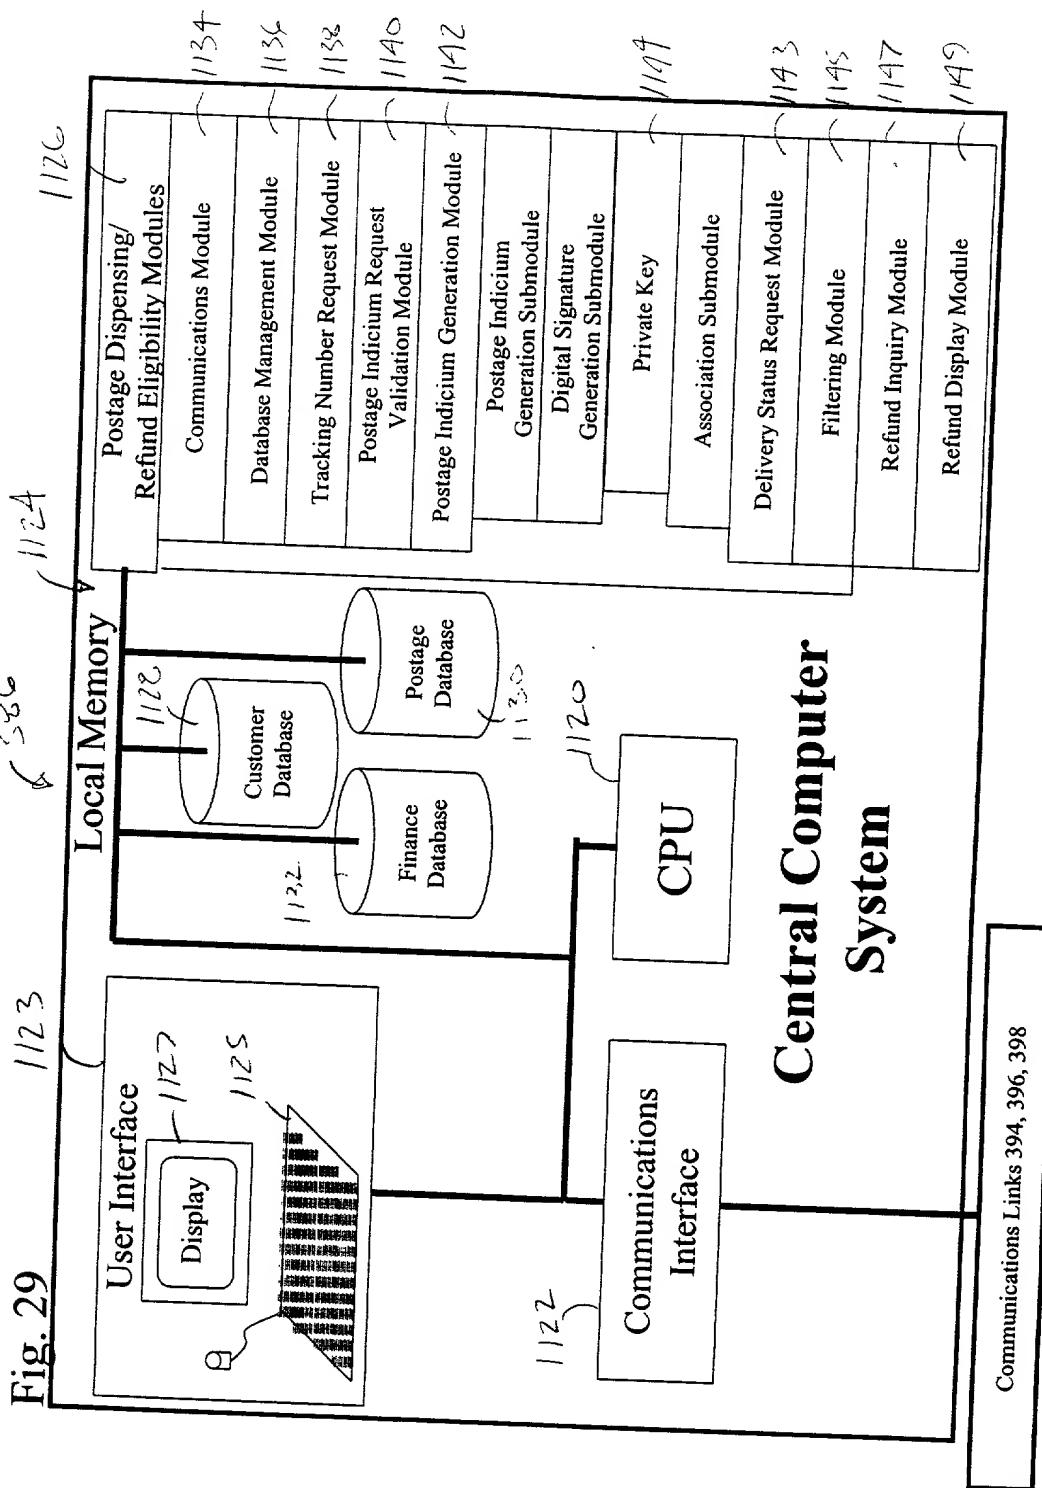 Fig. 29
1123
386
1124
1126
User Interface
Display
1127
1125
Local Memory
1132
Finance
Database
Customer
Database
1130
Postage
Database
Postage Dispensing/
Refund Eligibility Modules
Communications Module
1134
Database Management Module
1136
Tracking Number Request Module
1138
Postage Indicium Request
Validation Module
1140
Postage Indicium Generation Module
1142
Postage Indicium
Generation Submodule
Digital Signature
Generation Submodule
Private Key
1144
Association Submodule
Delivery Status Request Module
1143
Filtering Module
1145
Refund Inquiry Module
1147
Refund Display Module
1149
1122
Communications
Interface
1120
CPU
Central Computer
System
Communications Links 394, 396, 398